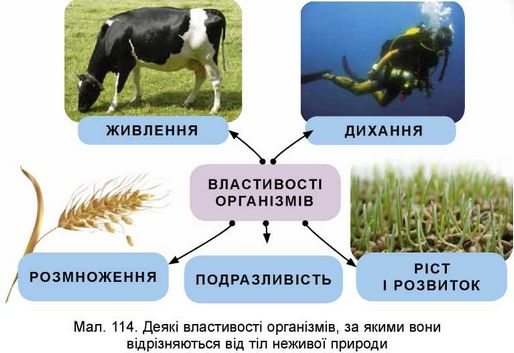 ЖИВЛЕННЯ
ДИХАННЯ
ВЛАСТИВОСТІ
ОРГАНІЗМІВ
РОЗМНОЖЕННЯ
ПОДРАЗЛИВІСТЬ
РІСТ
І РОЗВИТОК
Мал. 114. Деякі властивості організмів, за якими вони
відрізняються від тіл неживої природи